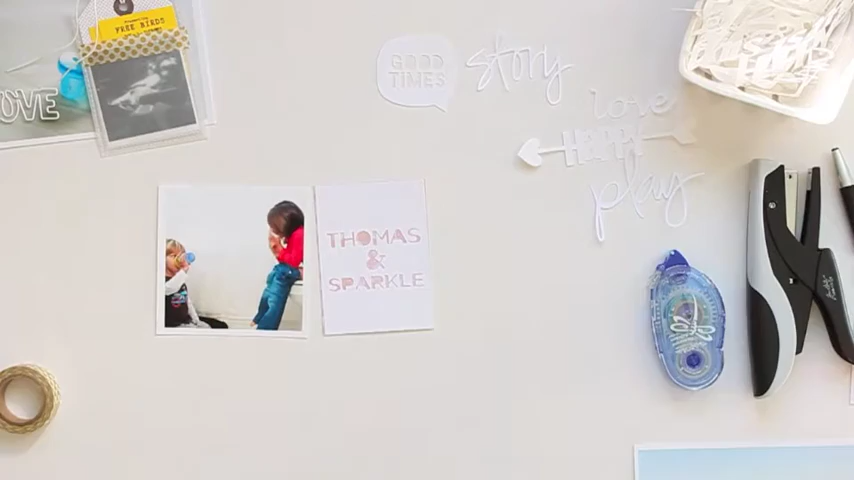 FREE BIRDS
OVE
GOOD
TIMES
story
love
HAPPY
play
THOMAS
&
SPARKLE